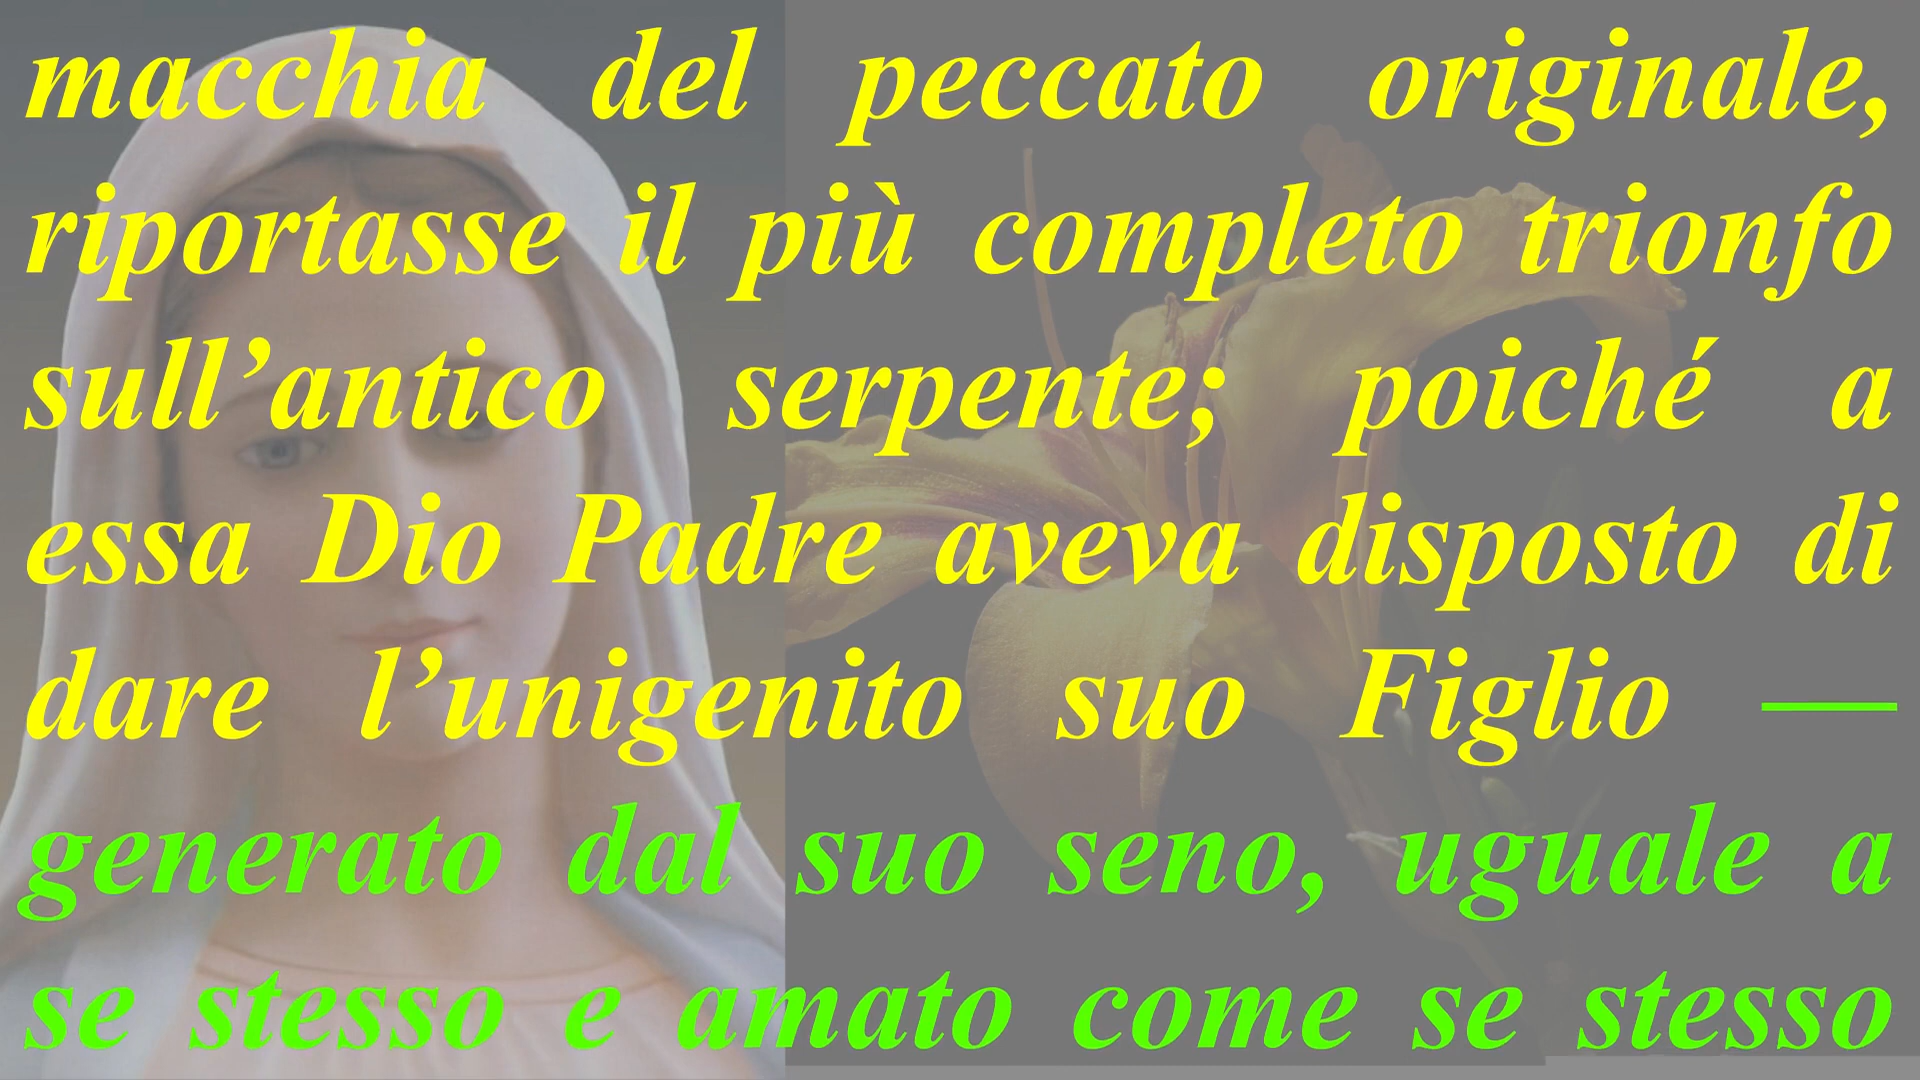 macchia del peccato originale,
riportasse il più completo trionfo
sull’antico serpente; poiché a
essa Dio Padre aveva disposto di
dare l’unigenito suo Figlio —
generato dal suo seno, uguale a
se stesso e amato come se stesso